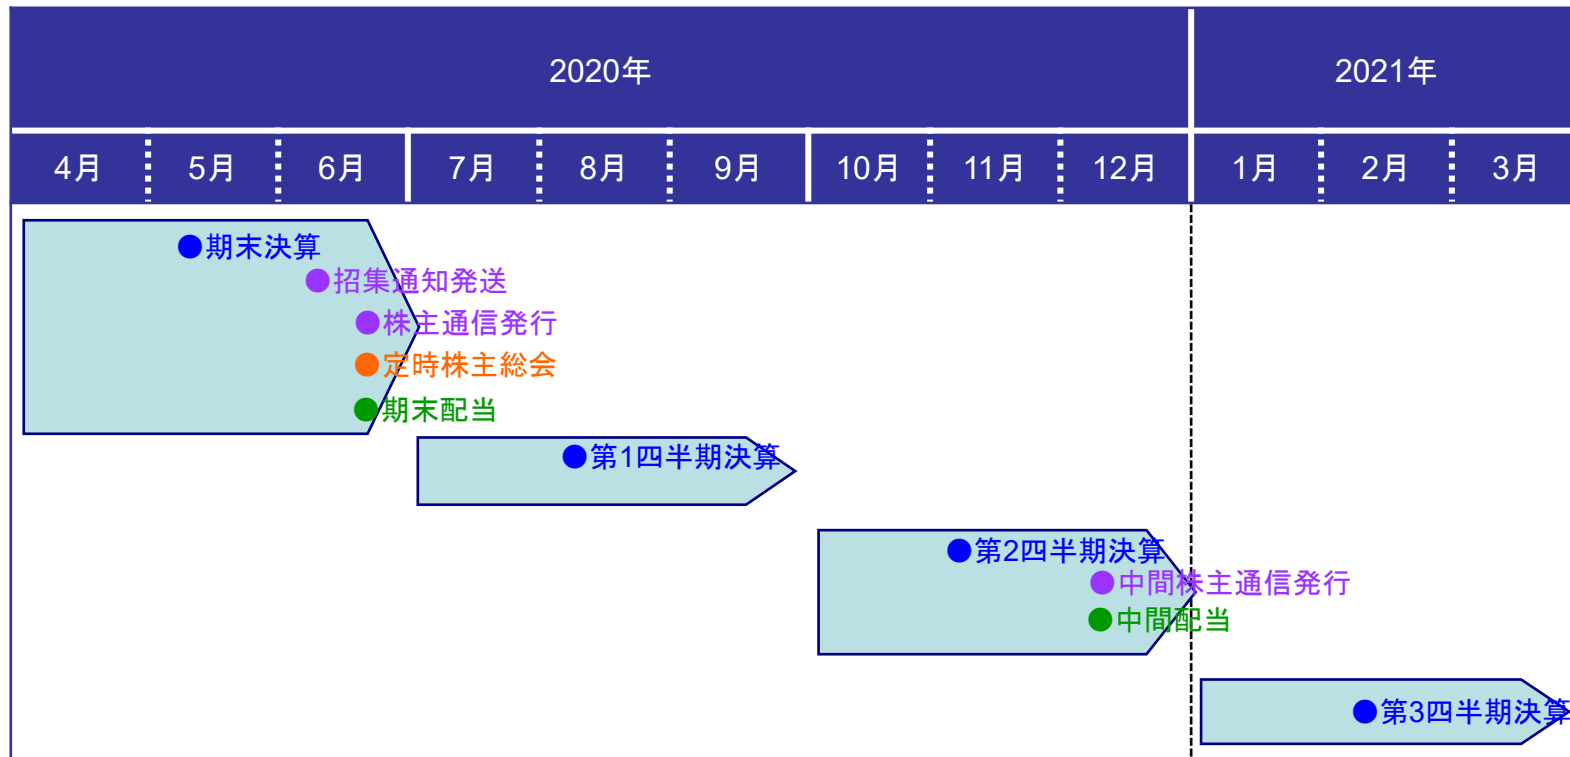 2020年 2021年
4月 5月 6月 7月 8月 9月 10月 11月 12月 1月 2月 3月
●期末決算
●招集通知発送
●株主通信発行
●定時株主総会
●期末配当
●第1四半期決算
●第2四半期決算
●中間株主通信発行
●中間配当
●第3四半期決算